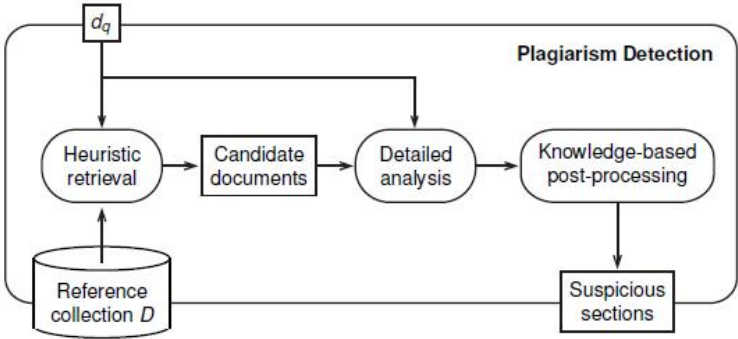 d_q
Plagiarism Detection
Heuristic
retrieval
Candidate
documents
Detailed
analysis
Knowledge-based
post-processing
Reference
collection D
Suspicious
sections